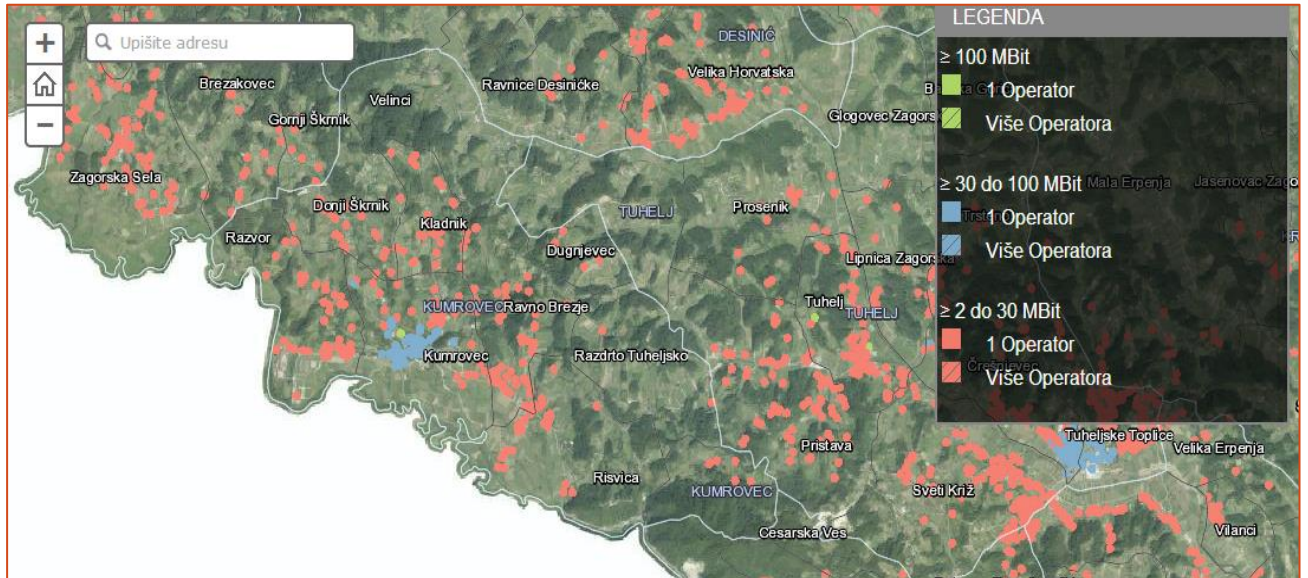 LEGENDA
+
Upišite adresu
−
≥ 100 MBit
1 Operator
Više Operatora
≥ 30 do 100 MBit
1 Operator
Više Operatora
≥ 2 do 30 MBit
1 Operator
Više Operatora
DESINIĆ
Velika Horvatska
Ravnice Desiničke
Brezakovec
Velinci
Gornji Škrnik
Glogovec Zagors
Zagorska Sela
Mala Erpenja
Jasenovac Zago
Donji Škrnik
Kladnik
TUHELJ
Prosenik
Razvor
Dugnjevec
Lipnica Zagorska
KUMROVEC
Ravno Brezje
Tuhelj
TUHELJ
Kumrovec
Razdrto Tuheljsko
Črešnjevec
Pristava
Tuheljske Toplice
Velika Erpenja
Risvica
KUMROVEC
Sveti Križ
Cesarska Ves
Vilanci